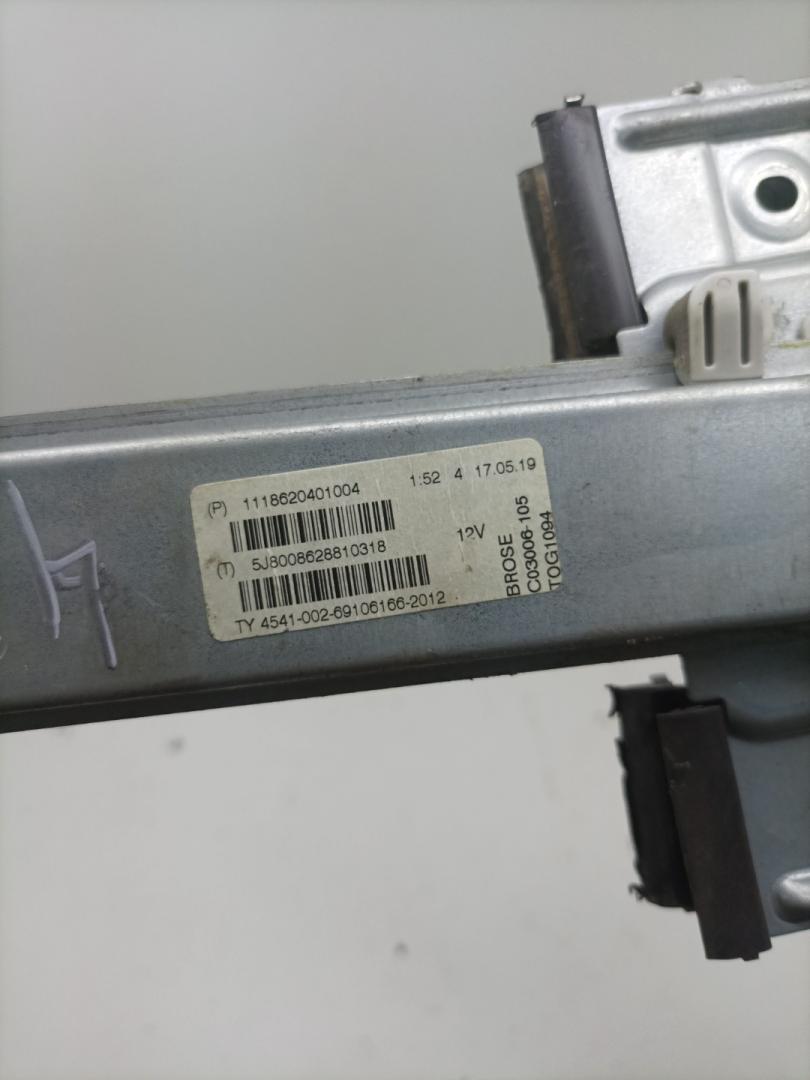 (P) 1118620401004
1:52 4 17.05.19
(T) 5J8008628810318
12V
TY 4541-002-69106166-2012
BROSE
C03006-105
TOG1094